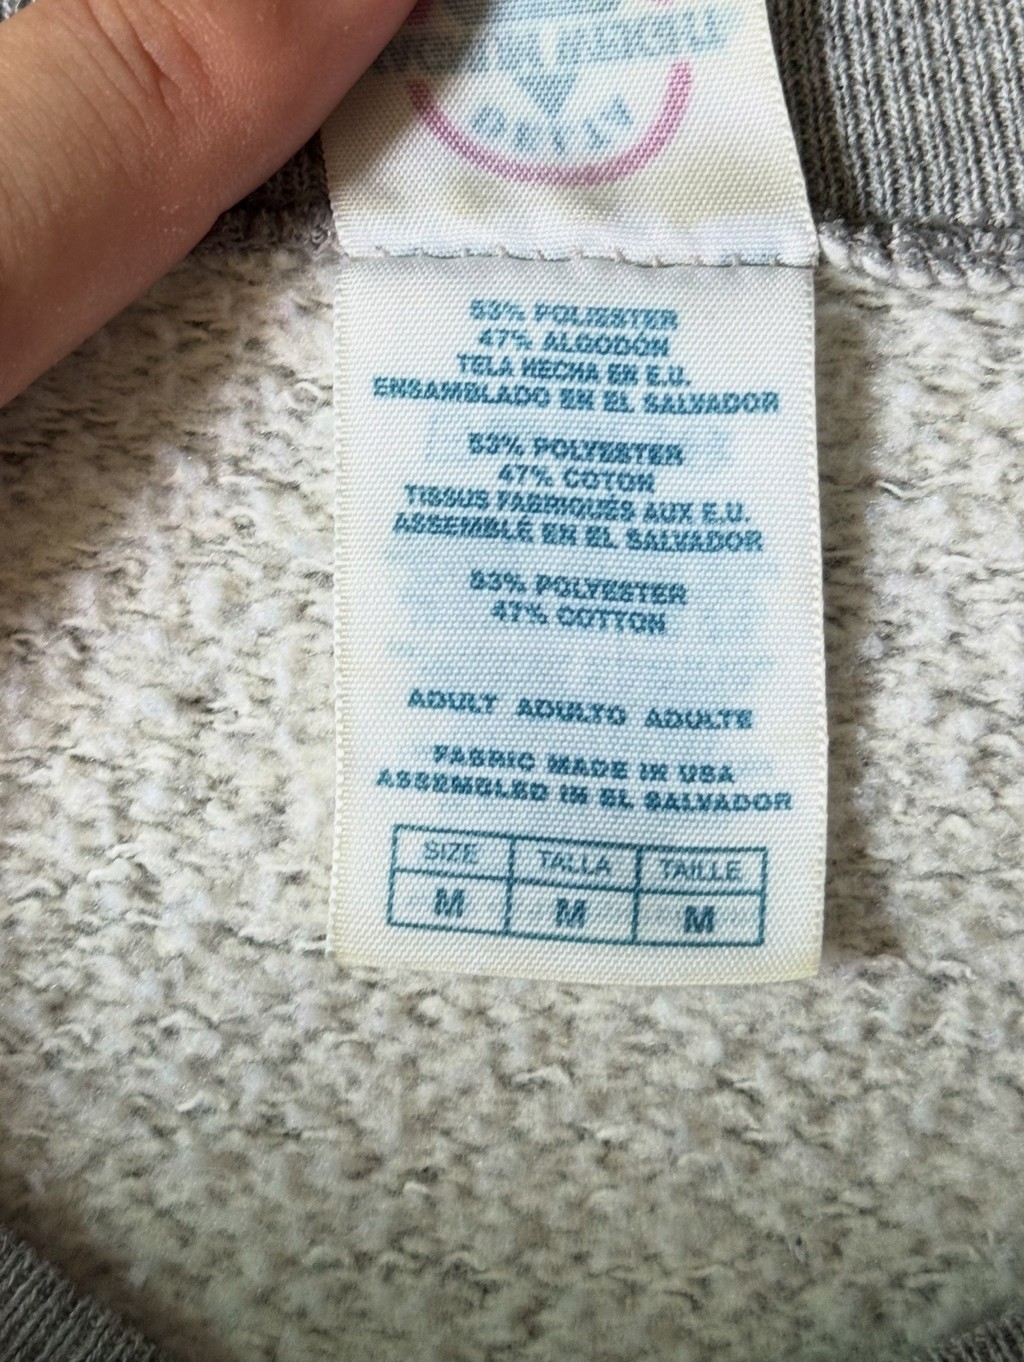 53% POLIESTER
47% ALGODÓN
TELA HECHA EN E.U.
ENSAMBLADO EN EL SALVADOR
53% POLYESTER
47% COTON
TISSUS FABRIQUÉS AUX E.U.
ASSEMBLÉ EN EL SALVADOR
53% POLYESTER
47% COTTON
ADULT ADULTO ADULTE
FABRIC MADE IN USA
ASSEMBLED IN EL SALVADOR
SIZE TALLA TAILLE
M M M